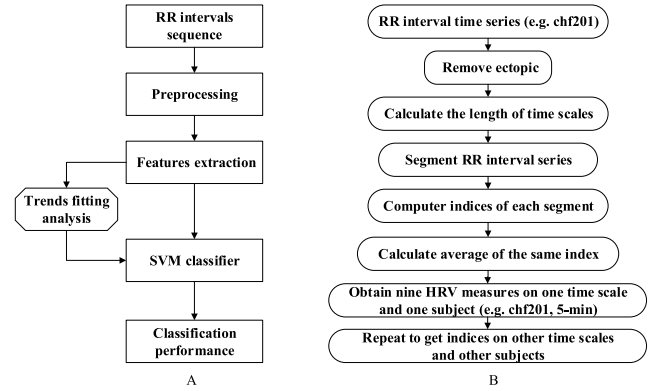 RR intervals
sequence
Preprocessing
Features extraction
Trends fitting
analysis
SVM classifier
Classification
performance
A
RR interval time series (e.g. chf201)
Remove ectopic
Calculate the length of time scales
Segment RR interval series
Computer indices of each segment
Calculate average of the same index
Obtain nine HRV measures on one time scale
and one subject (e.g. chf201, 5-min)
Repeat to get indices on other time scales
and other subjects
B